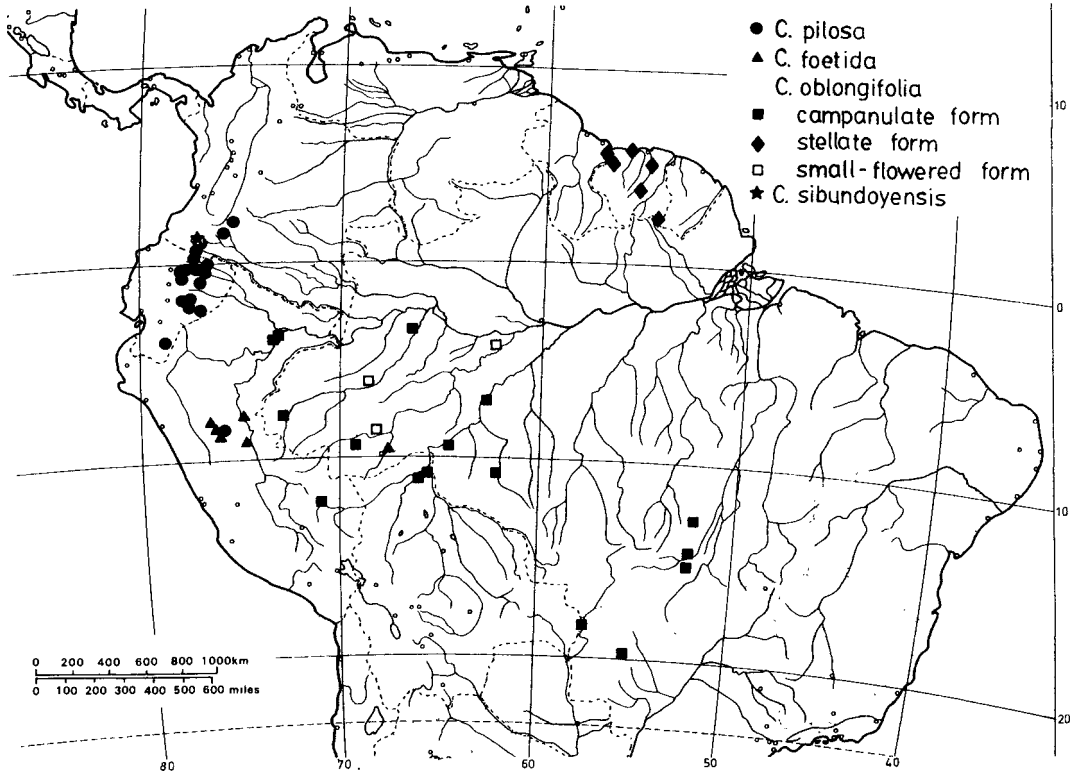 C. pilosa
C. foetida
C. oblongifolia
campanulate form
stellate form
small-flowered form
C. sibundoyensis
10
0
10
20
0 200 400 600 800 1000km
0 100 200 300 400 500 600 miles
80 70 60 50 40